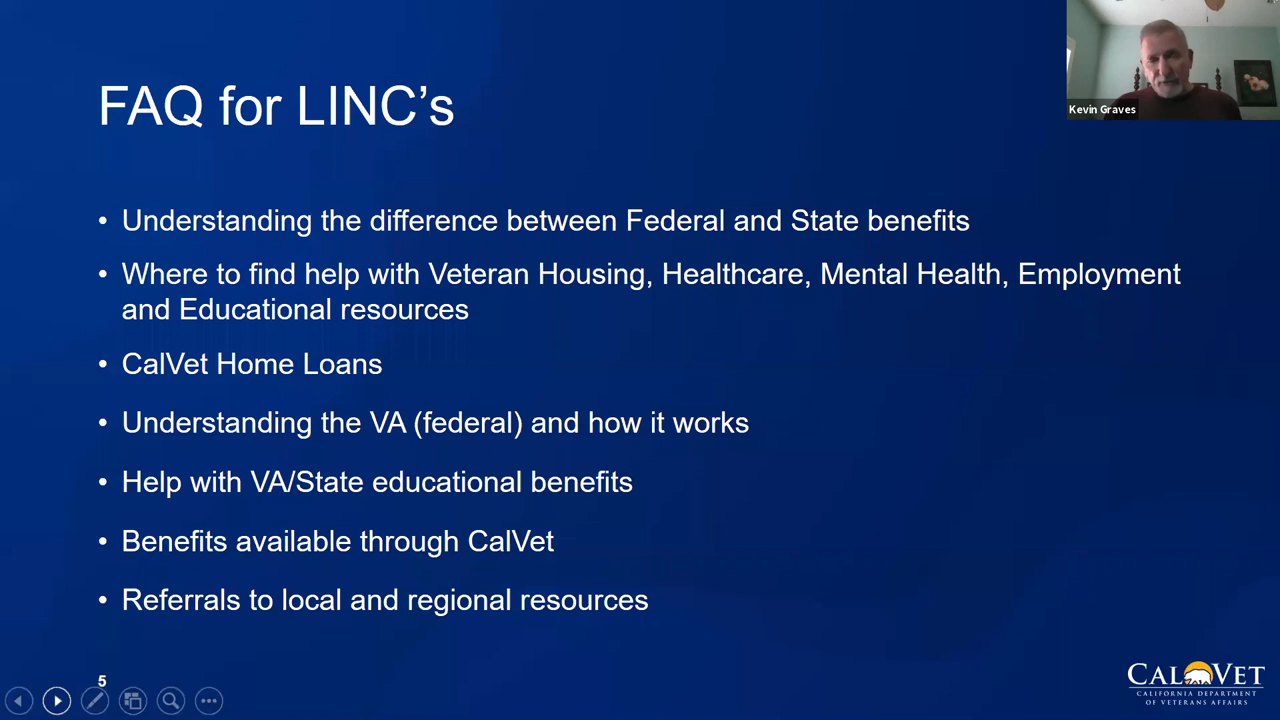 FAQ for LINC’s
Kevin Graves
• Understanding the difference between Federal and State benefits
• Where to find help with Veteran Housing, Healthcare, Mental Health, Employment
and Educational resources
• CalVet Home Loans
• Understanding the VA (federal) and how it works
• Help with VA/State educational benefits
• Benefits available through CalVet
• Referrals to local and regional resources
5
CALVET
CALIFORNIA DEPARTMENT
OF VETERANS AFFAIRS